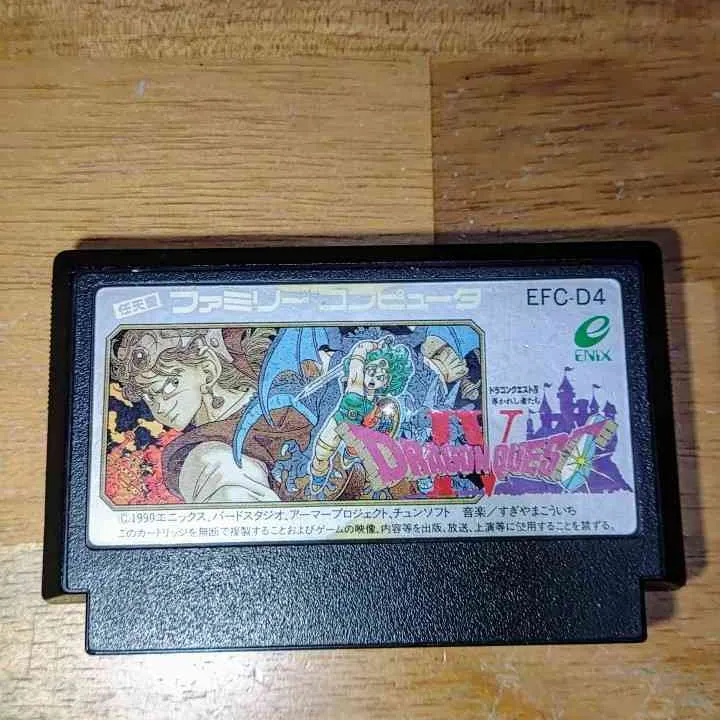 任天堂 ファミリーコンピュータ
EFC-D4
ENIX
ドラゴンクエストIV
導かれし者たち
IV
DRAGON QUEST
©1990エニックス、バードスタジオ、アーマープロジェクト、チュンソフト 音楽/すぎやまこういち
このカートリッジを無断で複製することおよびゲームの映像、内容等を出版、放送、上演等に使用することを禁ずる。